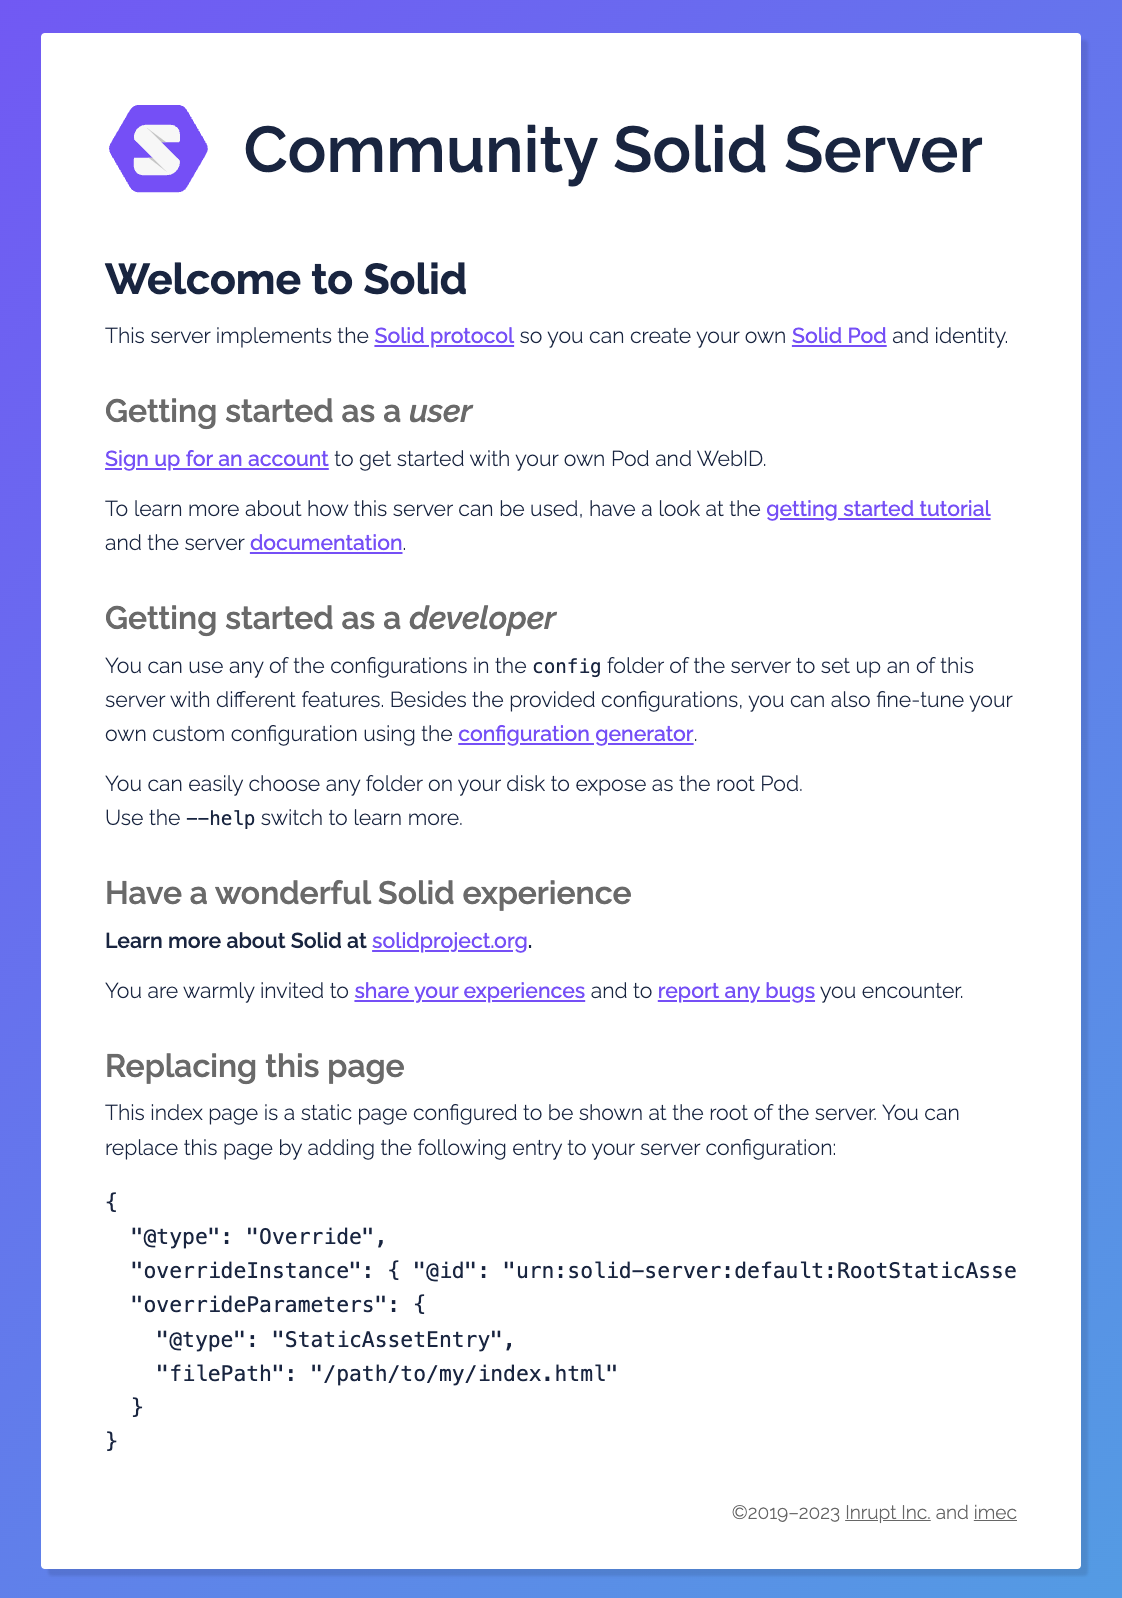 Community Solid Server
Welcome to Solid
This server implements the Solid protocol so you can create your own Solid Pod and identity.
Getting started as a user
Sign up for an account to get started with your own Pod and WebID.
To learn more about how this server can be used, have a look at the getting started tutorial
and the server documentation.
Getting started as a developer
You can use any of the configurations in the config folder of the server to set up an of this
server with different features. Besides the provided configurations, you can also fine-tune your
own custom configuration using the configuration generator.
You can easily choose any folder on your disk to expose as the root Pod.
Use the --help switch to learn more.
Have a wonderful Solid experience
Learn more about Solid at solidproject.org.
You are warmly invited to share your experiences and to report any bugs you encounter.
Replacing this page
This index page is a static page configured to be shown at the root of the server. You can
replace this page by adding the following entry to your server configuration:
{
  "@type": "Override",
  "overrideInstance": { "@id": "urn:solid-server:default:RootStaticAsse
  "overrideParameters": {
    "@type": "StaticAssetEntry",
    "filePath": "/path/to/my/index.html"
  }
}
©2019–2023 Inrupt Inc. and imec